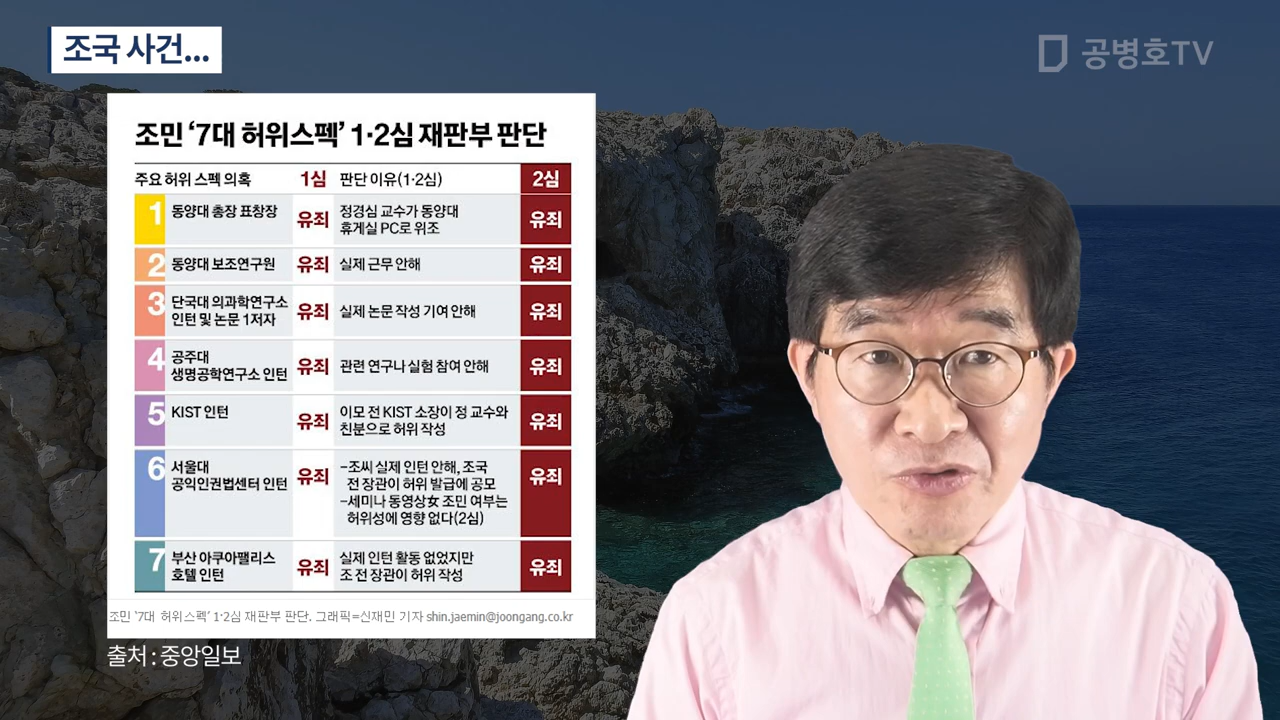 조국 사건...
공병호TV
조민 ‘7대 허위스펙’ 1·2심 재판부 판단
주요 허위 스펙 의혹 1심 판단 이유(1·2심) 2심
1 동양대 총장 표창장 유죄 정경심 교수가 동양대 유죄
휴게실 PC로 위조
2 동양대 보조연구원 유죄 실제 근무 안해 유죄
3 단국대 의과학연구소 유죄 실제 논문 작성 기여 안해 유죄
인턴 및 논문 1저자
4 공주대 유죄 관련 연구나 실험 참여 안해 유죄
생명공학연구소 인턴
5 KIST 인턴 유죄 이모 전 KIST 소장이 정 교수와 유죄
친분으로 허위 작성
6 서울대 유죄 -조씨 실제 인턴 안해, 조국 유죄
공익인권법센터 인턴 전 장관이 허위 발급에 공모
-세미나 동영상女 조민 여부는
허위성에 영향 없다(2심)
7 부산 아쿠아팰리스 유죄 실제 인턴 활동 없었지만 유죄
호텔 인턴 조 전 장관이 허위 작성
조민 ‘7대 허위스펙’ 1·2심 재판부 판단. 그래픽=신재민 기자 shin.jaemin@joongang.co.kr
출처 : 중앙일보